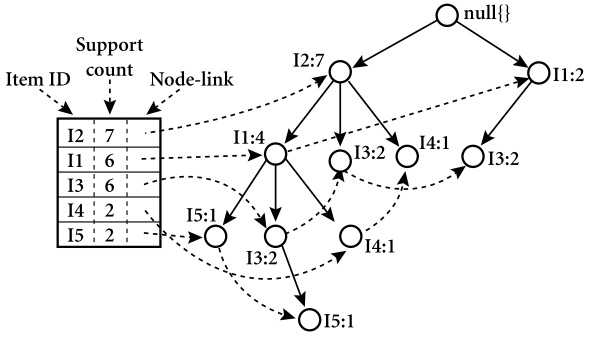 null{}
Support
count
I2:7
I1:2
Item ID
Node-link
I2 7
I1 6
I3 6
I4 2
I5 2
I1:4
I3:2
I4:1
I3:2
I5:1
I3:2
I4:1
I5:1